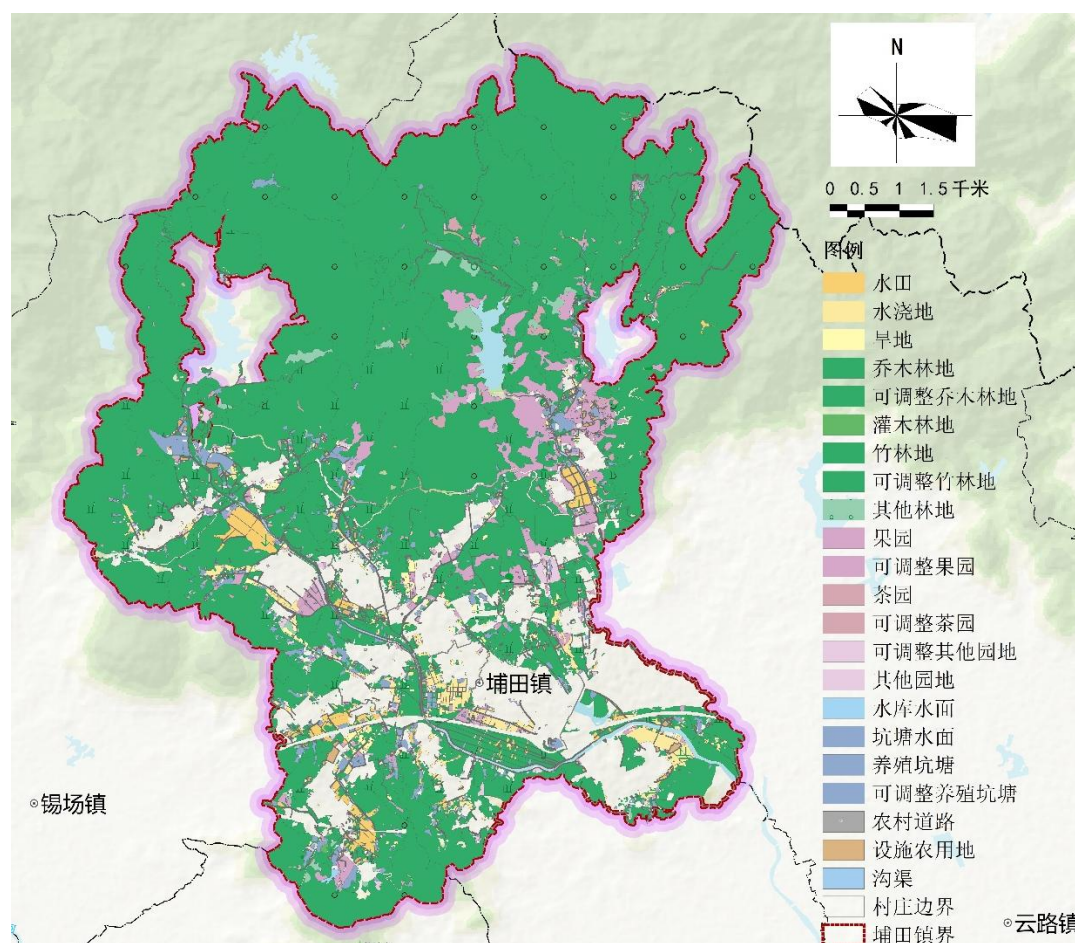 N
0 0.5 1 1.5千米
图例
水田
水浇地
旱地
乔木林地
可调整乔木林地
灌木林地
竹林地
可调整竹林地
其他林地
果园
可调整果园
茶园
可调整茶园
可调整其他园地
其他园地
水库水面
坑塘水面
养殖坑塘
可调整养殖坑塘
农村道路
设施农用地
沟渠
村庄边界
埔田镇界
埔田镇
锡场镇
云路镇